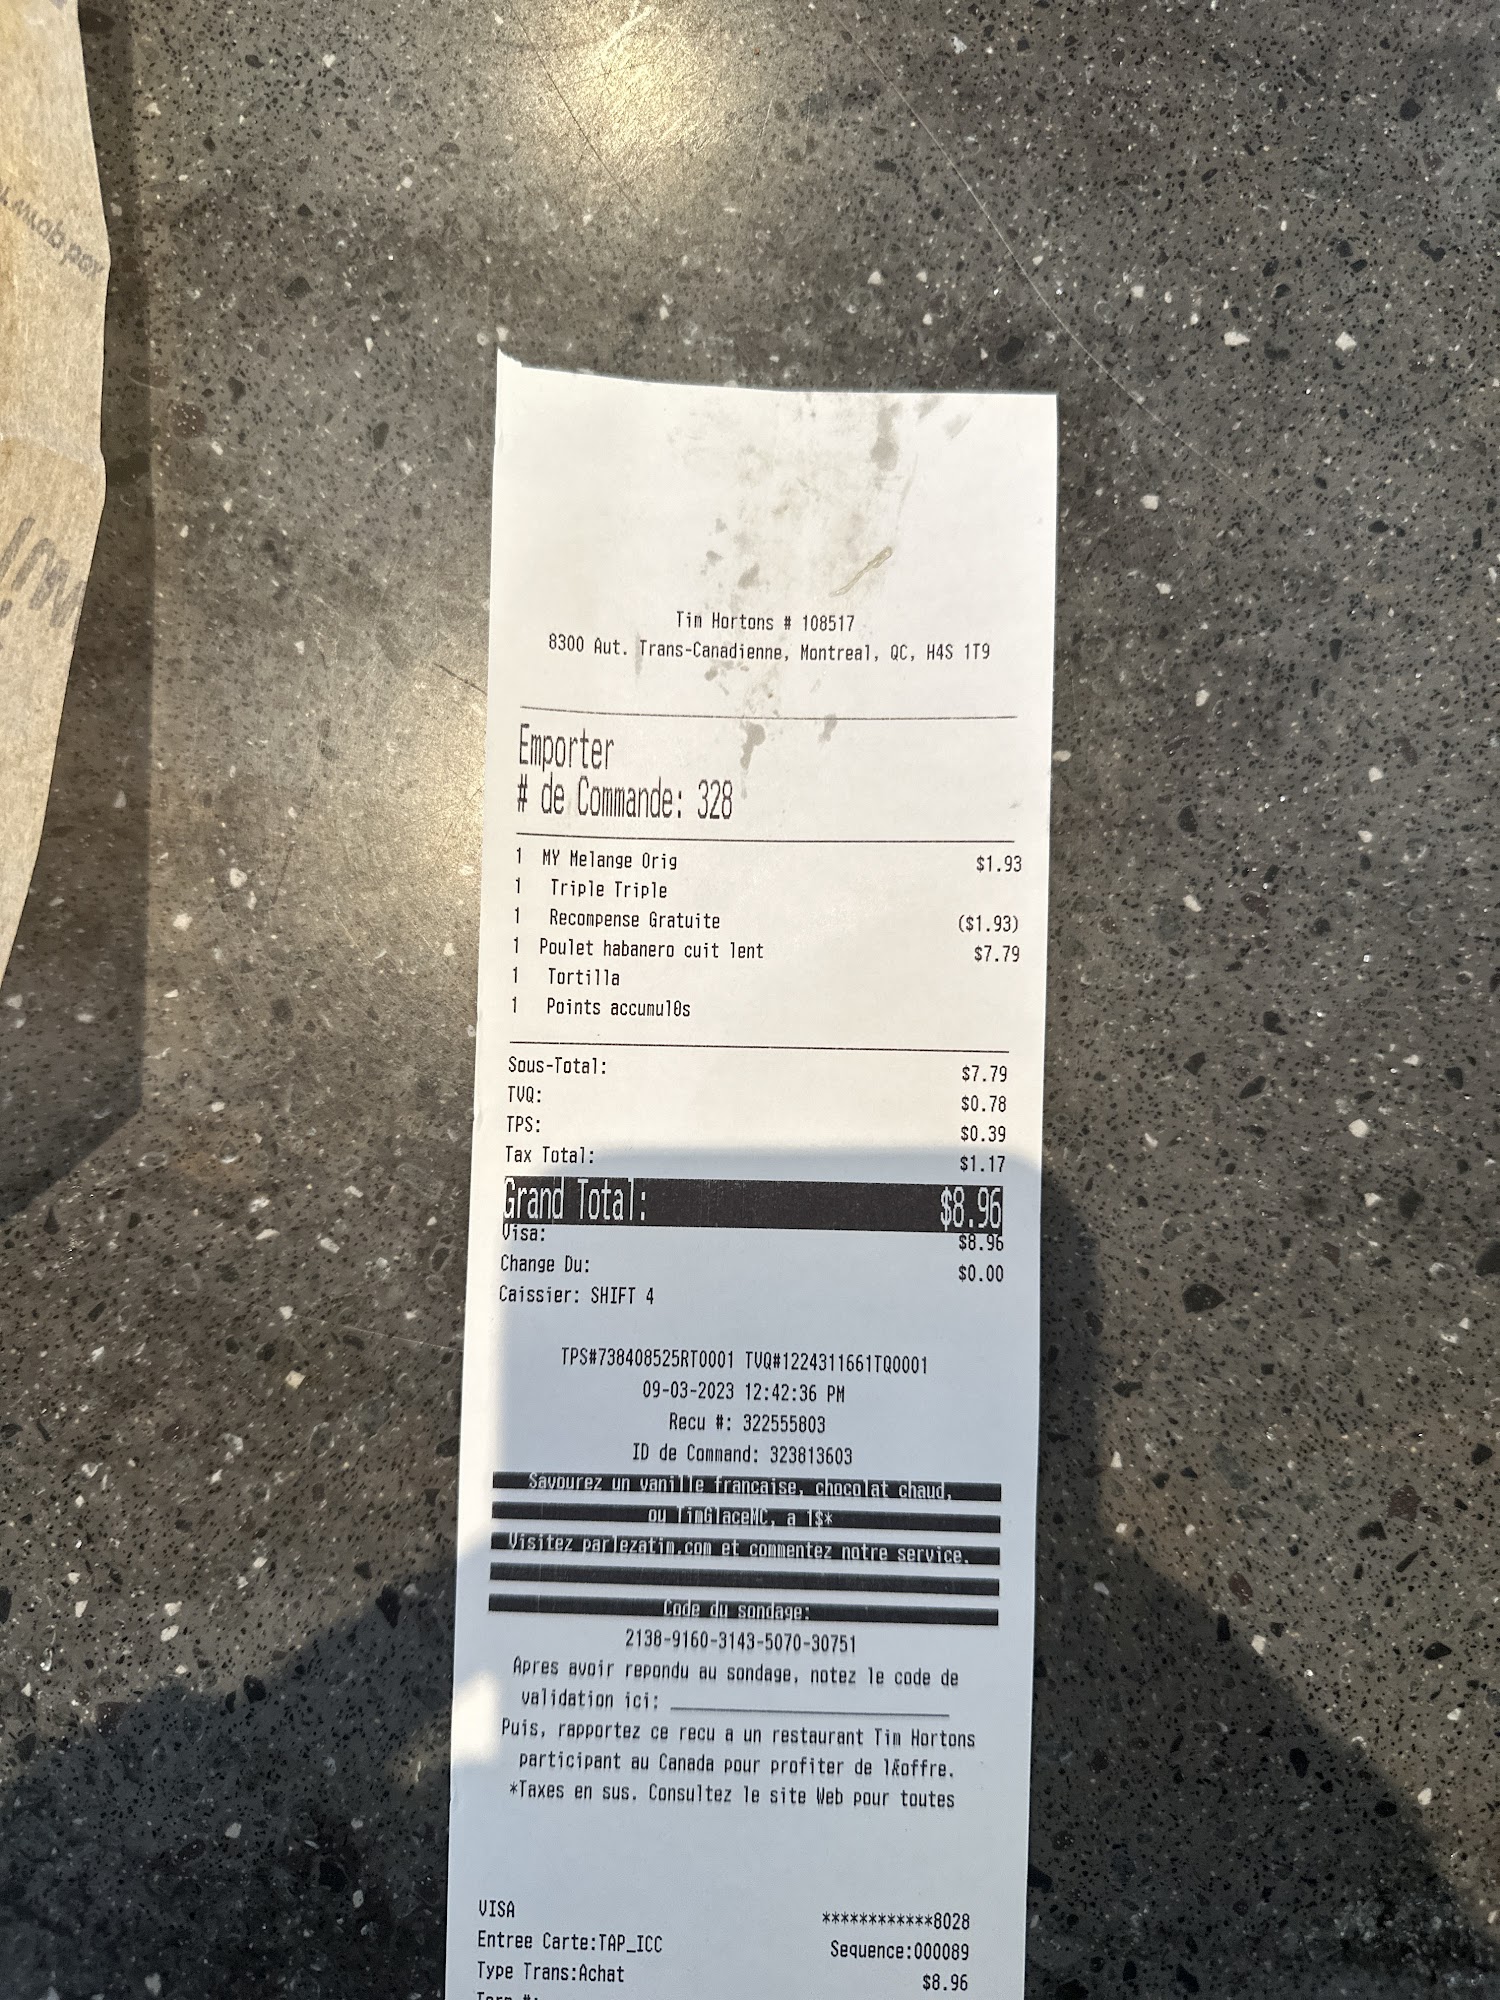 Tim Hortons # 108517
8300 Aut. Trans-Canadienne, Montreal, QC, H4S 1T9
Emporter
# de Commande: 328
1 MY Melange Orig $1.93
1 Triple Triple
1 Recompense Gratuite ($1.93)
1 Poulet habanero cuit lent $7.79
1 Tortilla
1 Points accumul0s
Sous-Total: $7.79
TVQ: $0.78
TPS: $0.39
Tax Total: $1.17
Grand Total: $8.96
Visa: $8.96
Change Du: $0.00
Caissier: SHIFT 4
TPS#738408525RT0001 TVQ#1224311661TQ0001
09-03-2023 12:42:36 PM
Recu #: 322555803
ID de Command: 323813603
Savourez un vanille francaise, chocolat chaud,
ou TimGlaceMC, a 1$*
Visitez parlezatim.com et commentez notre service.
Code du sondage:
2138-9160-3143-5070-30751
Apres avoir repondu au sondage, notez le code de
validation ici:
Puis, rapportez ce recu a un restaurant Tim Hortons
participant au Canada pour profiter de l&offre.
*Taxes en sus. Consultez le site Web pour toutes
VISA ************8028
Entree Carte:TAP_ICC Sequence:000089
Type Trans:Achat $8.96